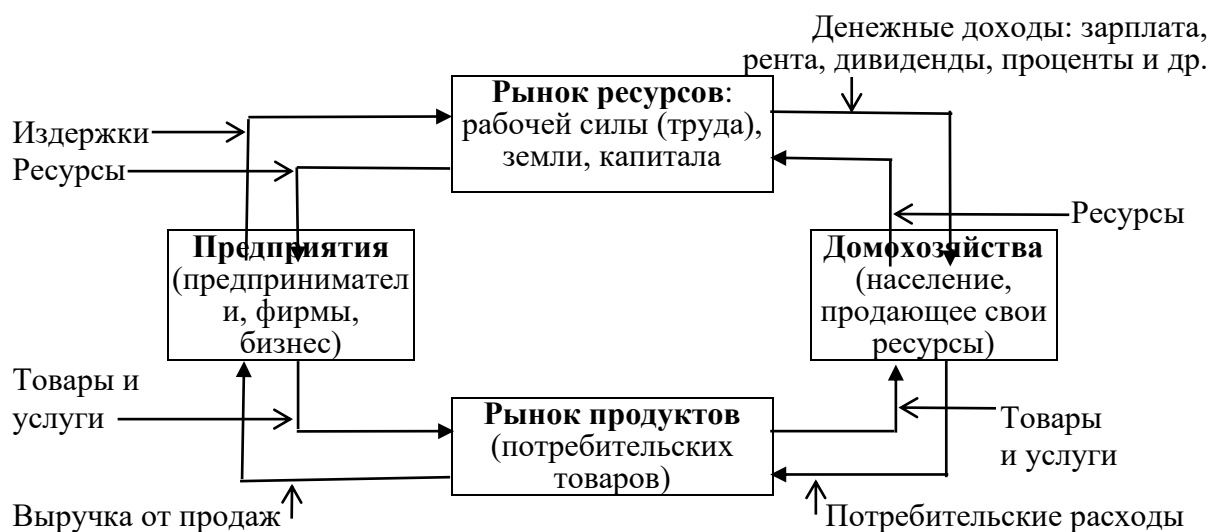 Денежные доходы: зарплата,
рента, дивиденды, проценты и др.
Рынок ресурсов:
рабочей силы (труда),
земли, капитала
Издержки
Ресурсы
Ресурсы
Предприятия
(предпринимател
и, фирмы,
бизнес)
Домохозяйства
(население,
продающее свои
ресурсы)
Товары и
услуги
Рынок продуктов
(потребительских
товаров)
Товары
и услуги
Выручка от продаж
Потребительские расходы